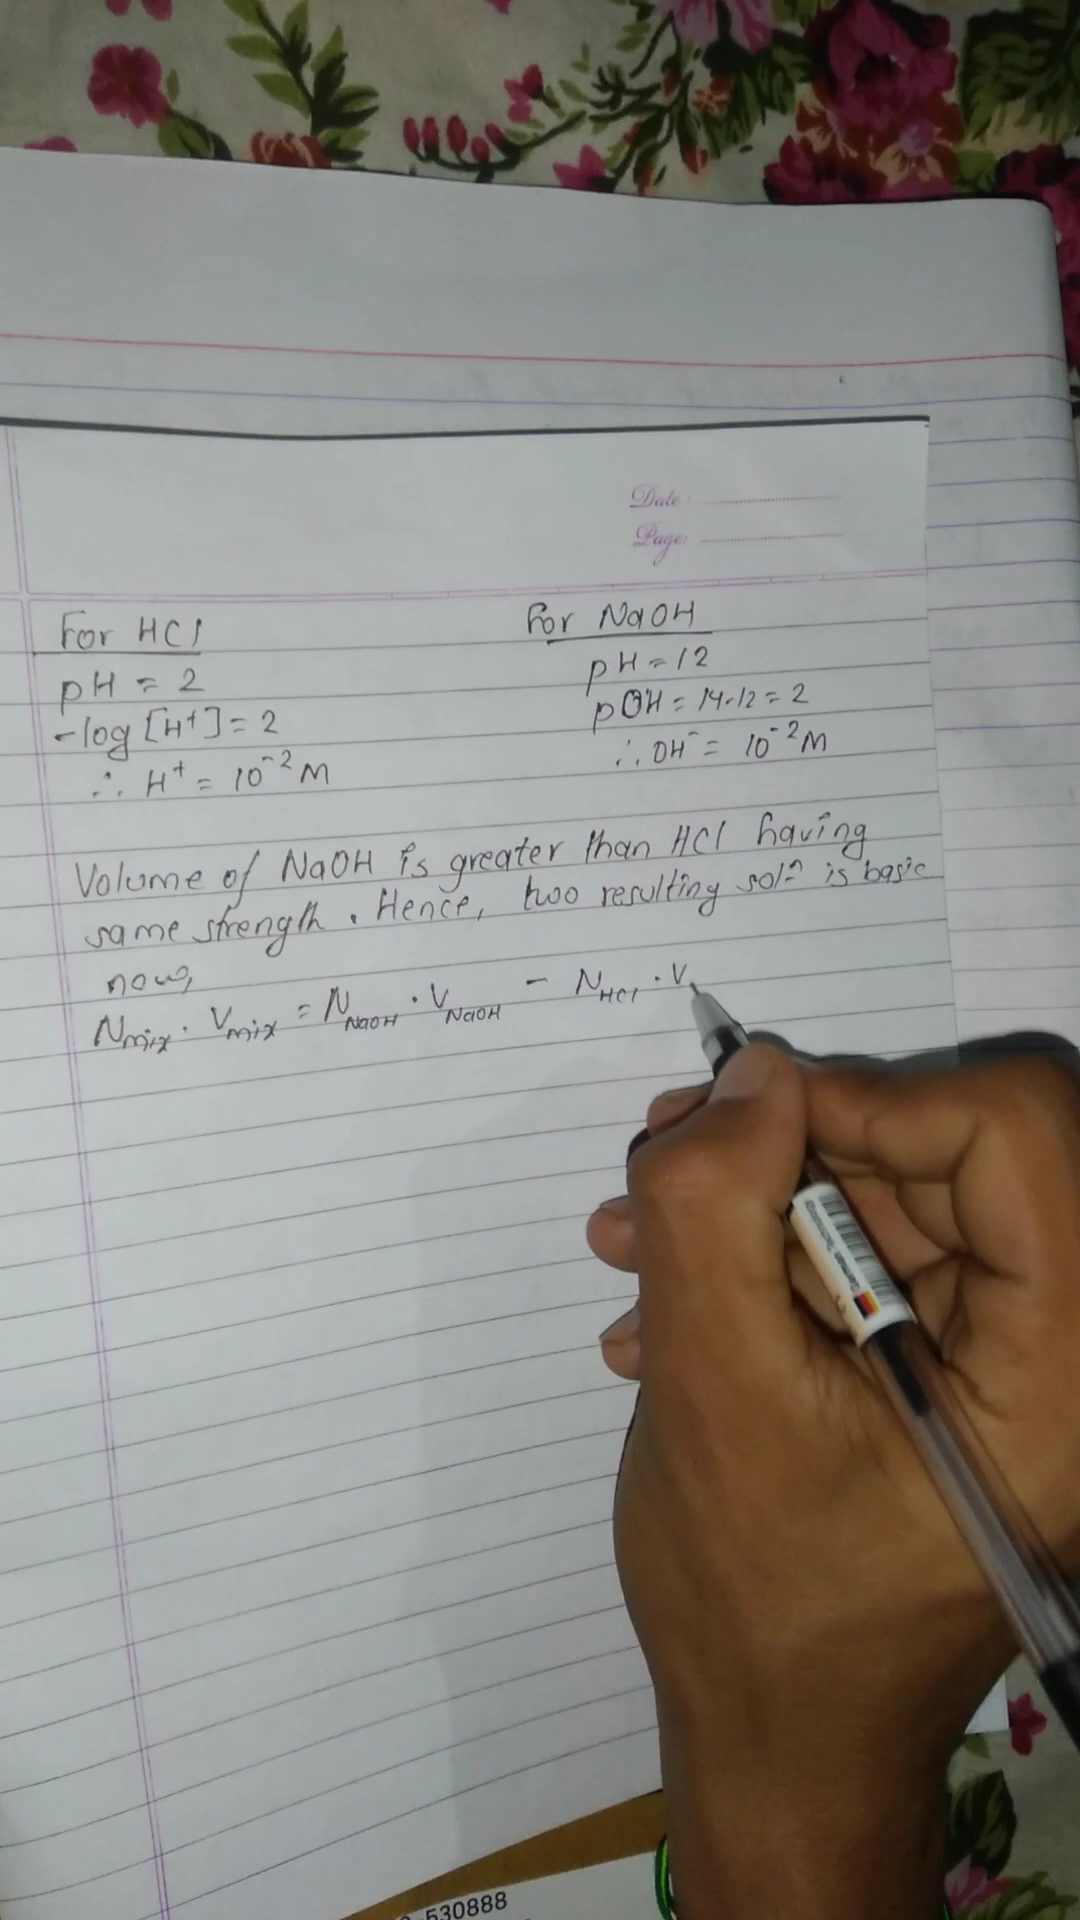 Date:
Page:
For HCl
pH = 2
-log [H⁺] = 2
∴ H⁺ = 10⁻² M
For NaOH
pH = 12
pOH = 14-12 = 2
∴ OH⁻ = 10⁻² M
Volume of NaOH is greater than HCl having
same strength. Hence, two resulting solⁿ is basic
now,
Nmix · Vmix = NNaOH · VNaOH - NHCl · V
530888